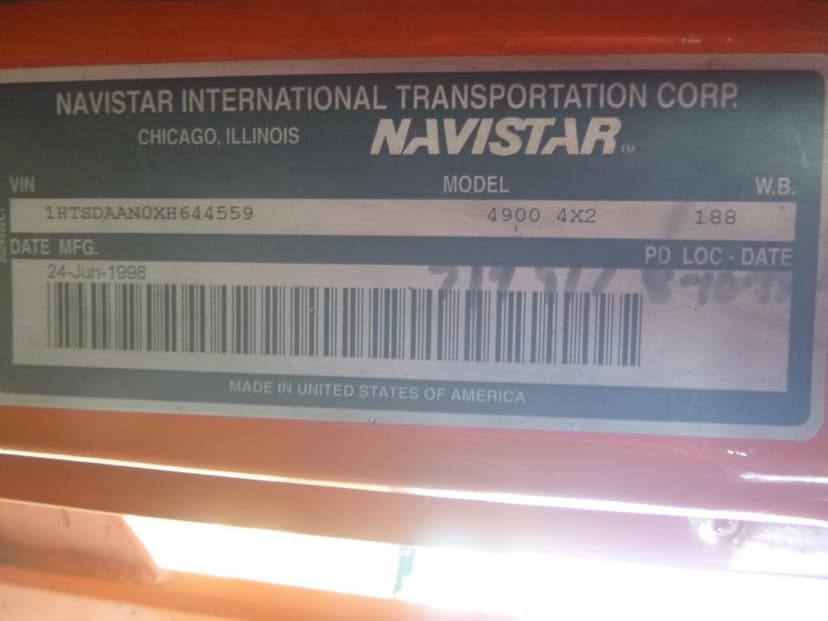 NAVISTAR INTERNATIONAL TRANSPORTATION CORP.
CHICAGO, ILLINOIS NAVISTAR™
VIN MODEL W.B.
1HTSDAAN0XH644559 4900 4X2 188
DATE MFG. PD LOC - DATE
24-Jun-1998
MADE IN UNITED STATES OF AMERICA